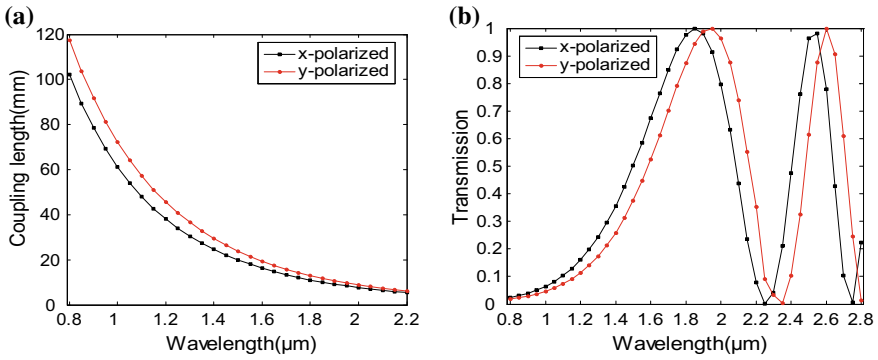 (a)
120
100
80
60
40
20
0
Coupling length(mm)
x-polarized
y-polarized
0.8 1 1.2 1.4 1.6 1.8 2 2.2
Wavelength(μm)
(b)
1
0.9
0.8
0.7
0.6
0.5
0.4
0.3
0.2
0.1
0
Transmission
x-polarized
y-polarized
0.8 1 1.2 1.4 1.6 1.8 2 2.2 2.4 2.6 2.8
Wavelength(μm)